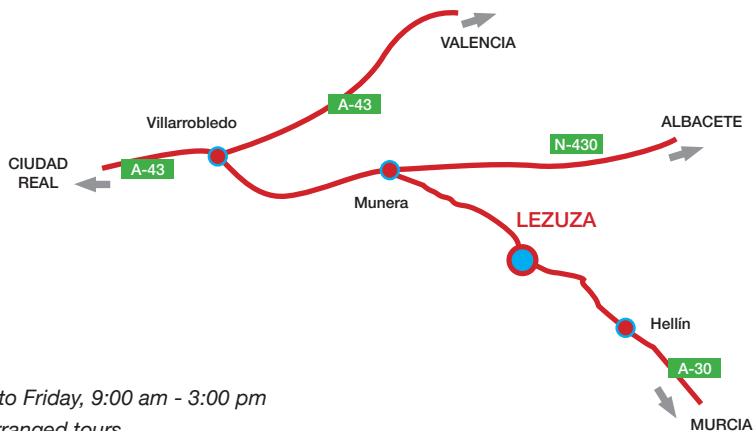 VALENCIA
A-43
Villarrobledo
ALBACETE
N-430
CIUDAD
REAL
A-43
Munera
LEZUZA
Hellín
A-30
to Friday, 9:00 am - 3:00 pm
tours
MURCIA